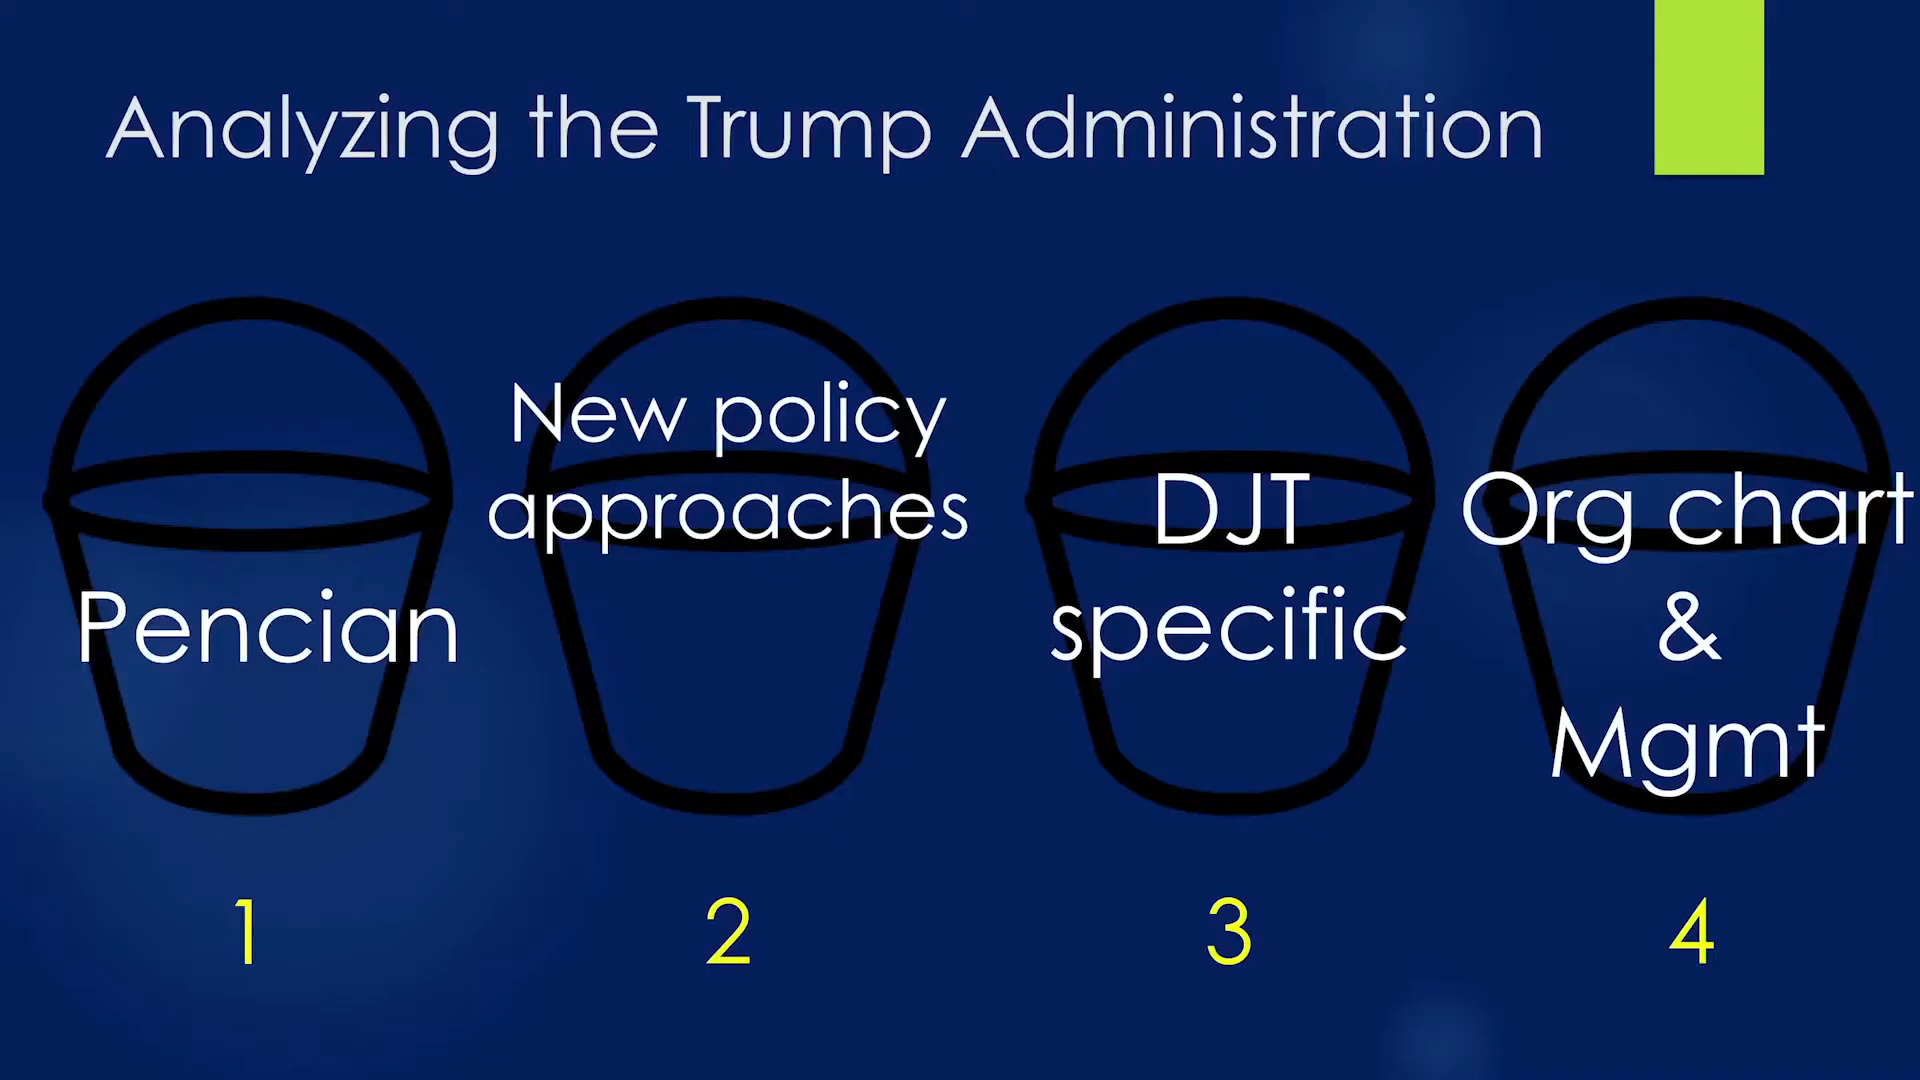 Analyzing the Trump Administration
Pencian
New policy
approaches
DJT
specific
Org chart
&
Mgmt
1
2
3
4